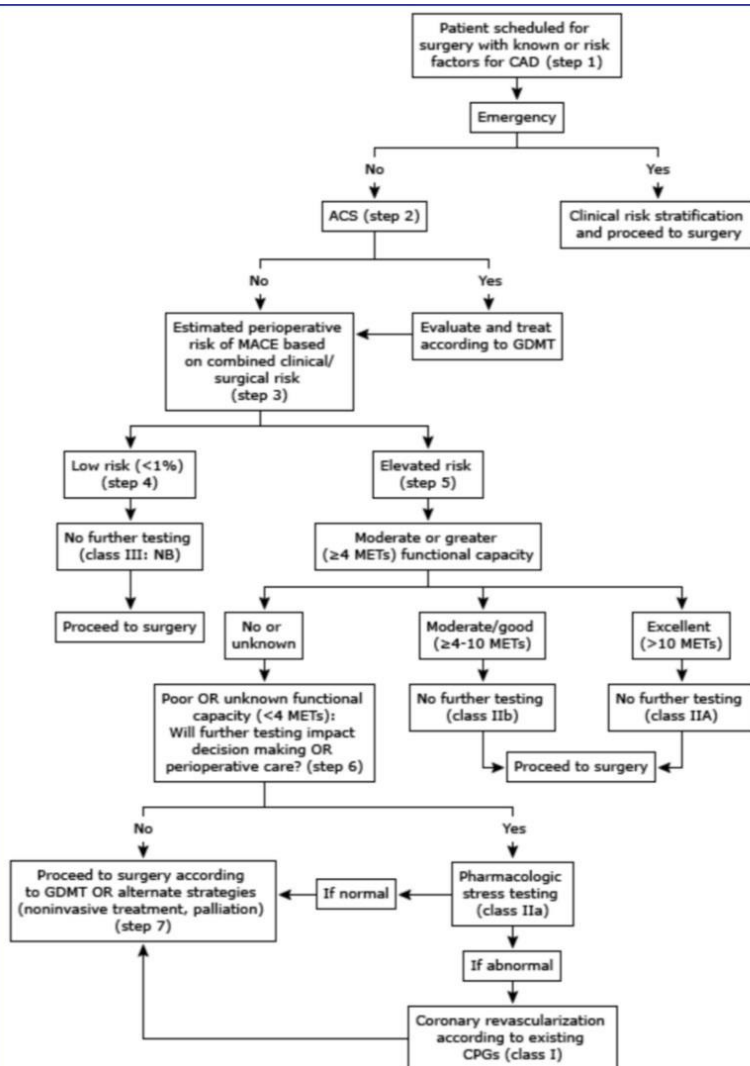 Patient scheduled for
surgery with known or risk
factors for CAD (step 1)
Emergency
No
Yes
ACS (step 2)
Clinical risk stratification
and proceed to surgery
No
Yes
Estimated perioperative
risk of MACE based
on combined clinical/
surgical risk
(step 3)
Evaluate and treat
according to GDMT
Low risk (<1%)
(step 4)
Elevated risk
(step 5)
No further testing
(class III: NB)
Moderate or greater
(≥4 METs) functional capacity
Proceed to surgery
No or
unknown
Moderate/good
(≥4-10 METs)
Excellent
(>10 METs)
Poor OR unknown functional
capacity (<4 METs):
Will further testing impact
decision making OR
perioperative care? (step 6)
No further testing
(class IIb)
No further testing
(class IIA)
Proceed to surgery
No
Yes
Proceed to surgery according
to GDMT OR alternate strategies
(noninvasive treatment, palliation)
(step 7)
If normal
Pharmacologic
stress testing
(class IIa)
If abnormal
Coronary revascularization
according to existing
CPGs (class I)